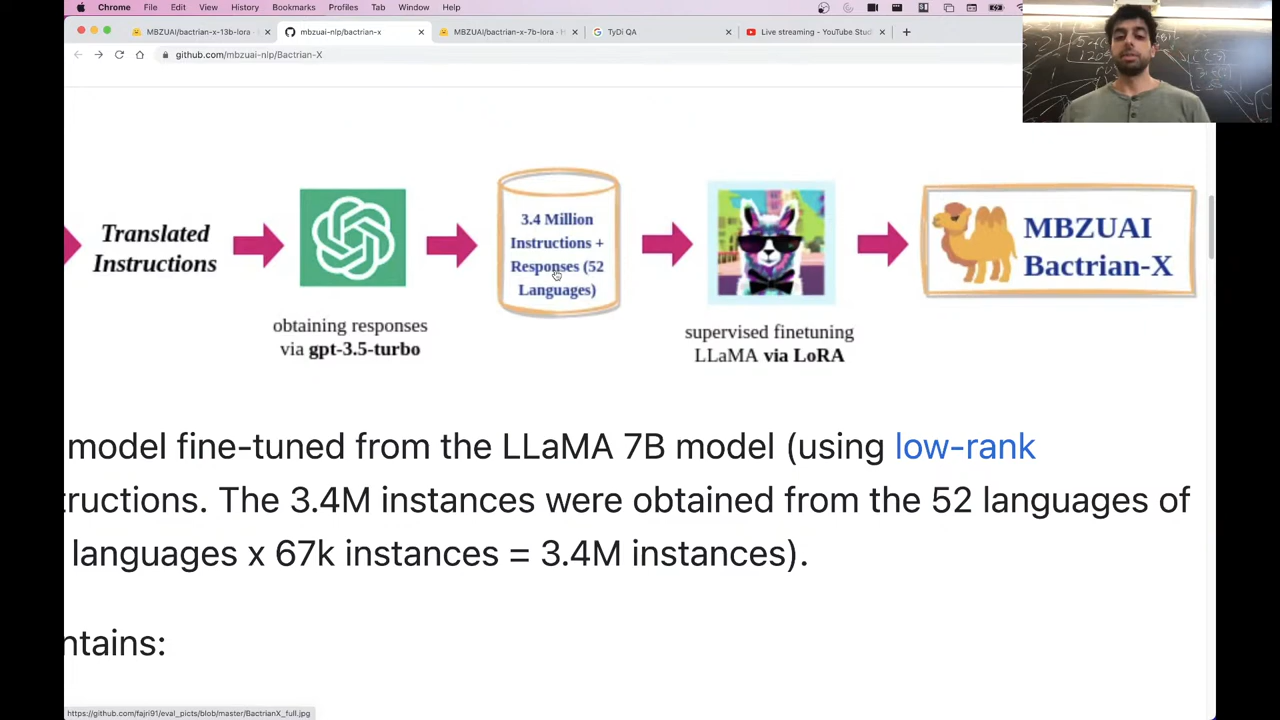 Chrome File Edit View History Bookmarks Profiles Tab Window Help
MBZUAI/bactrian-x-13b-lora
mbzuai-nlp/bactrian-x
MBZUAI/bactrian-x-7b-lora
TyDi QA
Live streaming - YouTube Stud
github.com/mbzuai-nlp/Bactrian-X
Translated
Instructions
obtaining responses
via gpt-3.5-turbo
3.4 Million
Instructions +
Responses (52
Languages)
supervised finetuning
LLaMA via LoRA
MBZUAI
Bactrian-X
model fine-tuned from the LLaMA 7B model (using low-rank
tructions. The 3.4M instances were obtained from the 52 languages of
languages x 67k instances = 3.4M instances).
ntains:
https://github.com/fajri91/eval_picts/blob/master/BactrianX_full.jpg